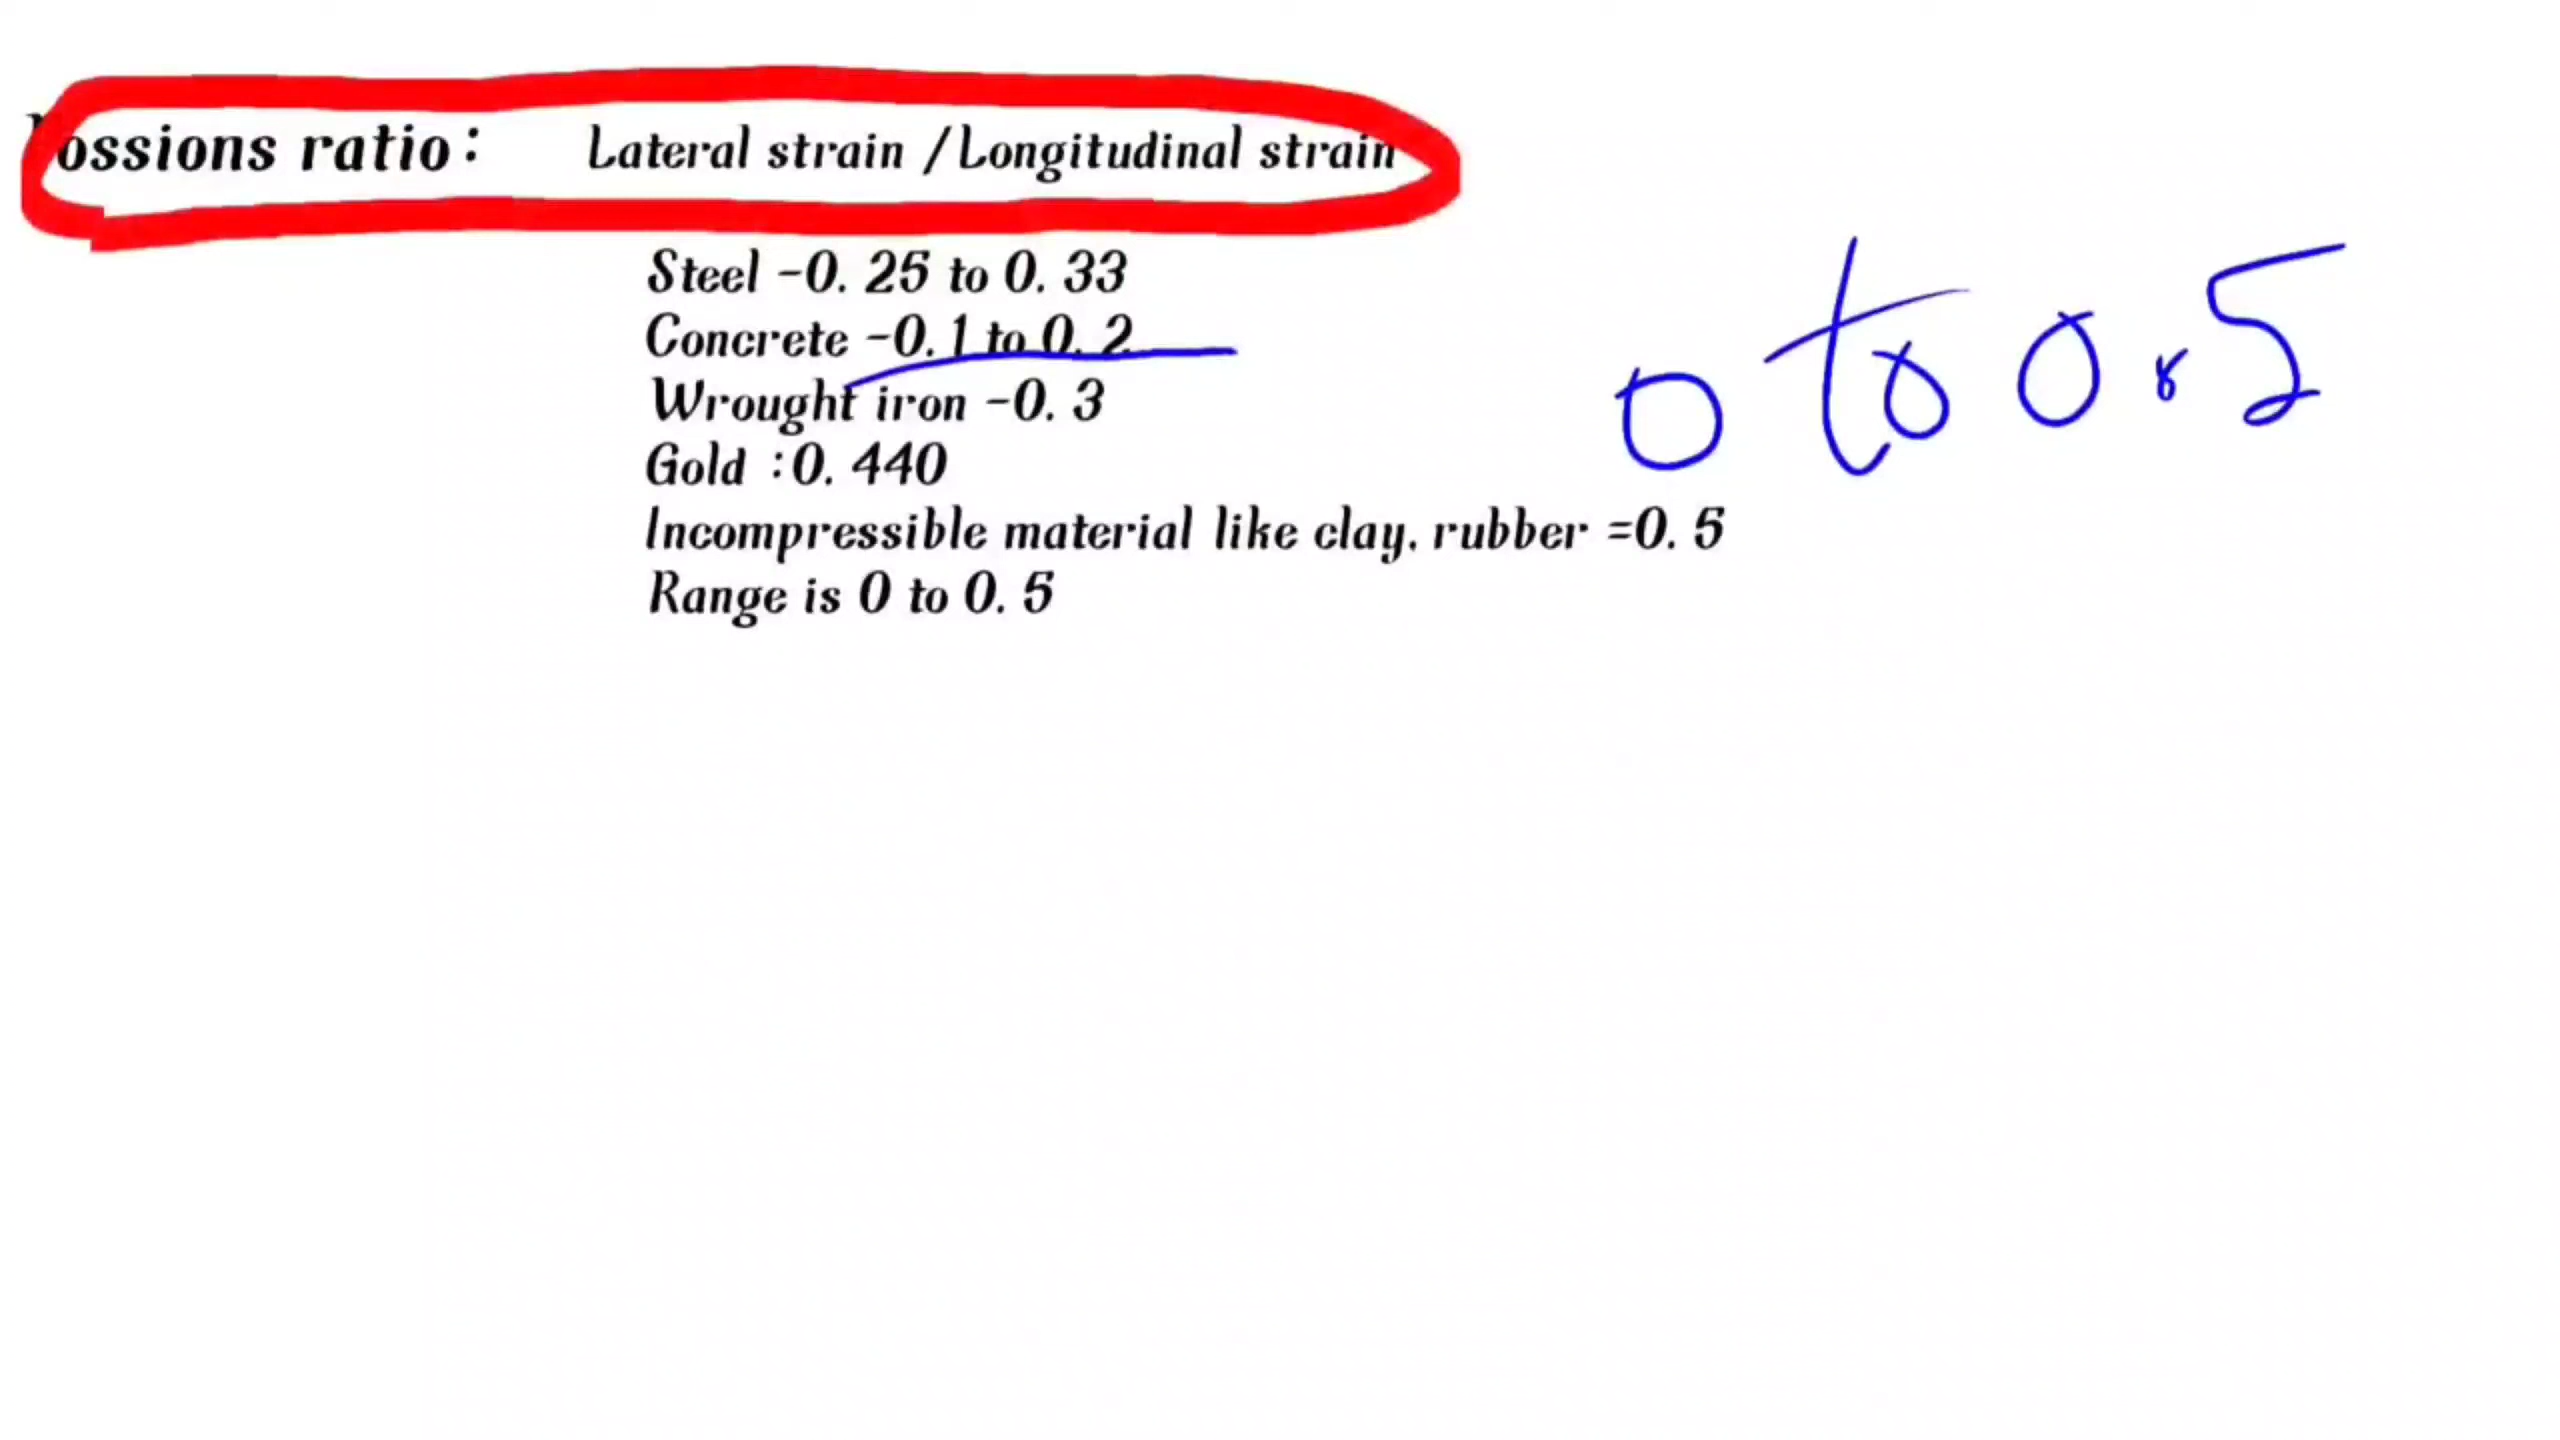 Possions ratio: Lateral strain /Longitudinal strain
Steel -0. 25 to 0. 33
Concrete -0. 1 to 0. 2
Wrought iron -0. 3
Gold :0. 440
Incompressible material like clay, rubber =0. 5
Range is 0 to 0. 5
0 to 0.5